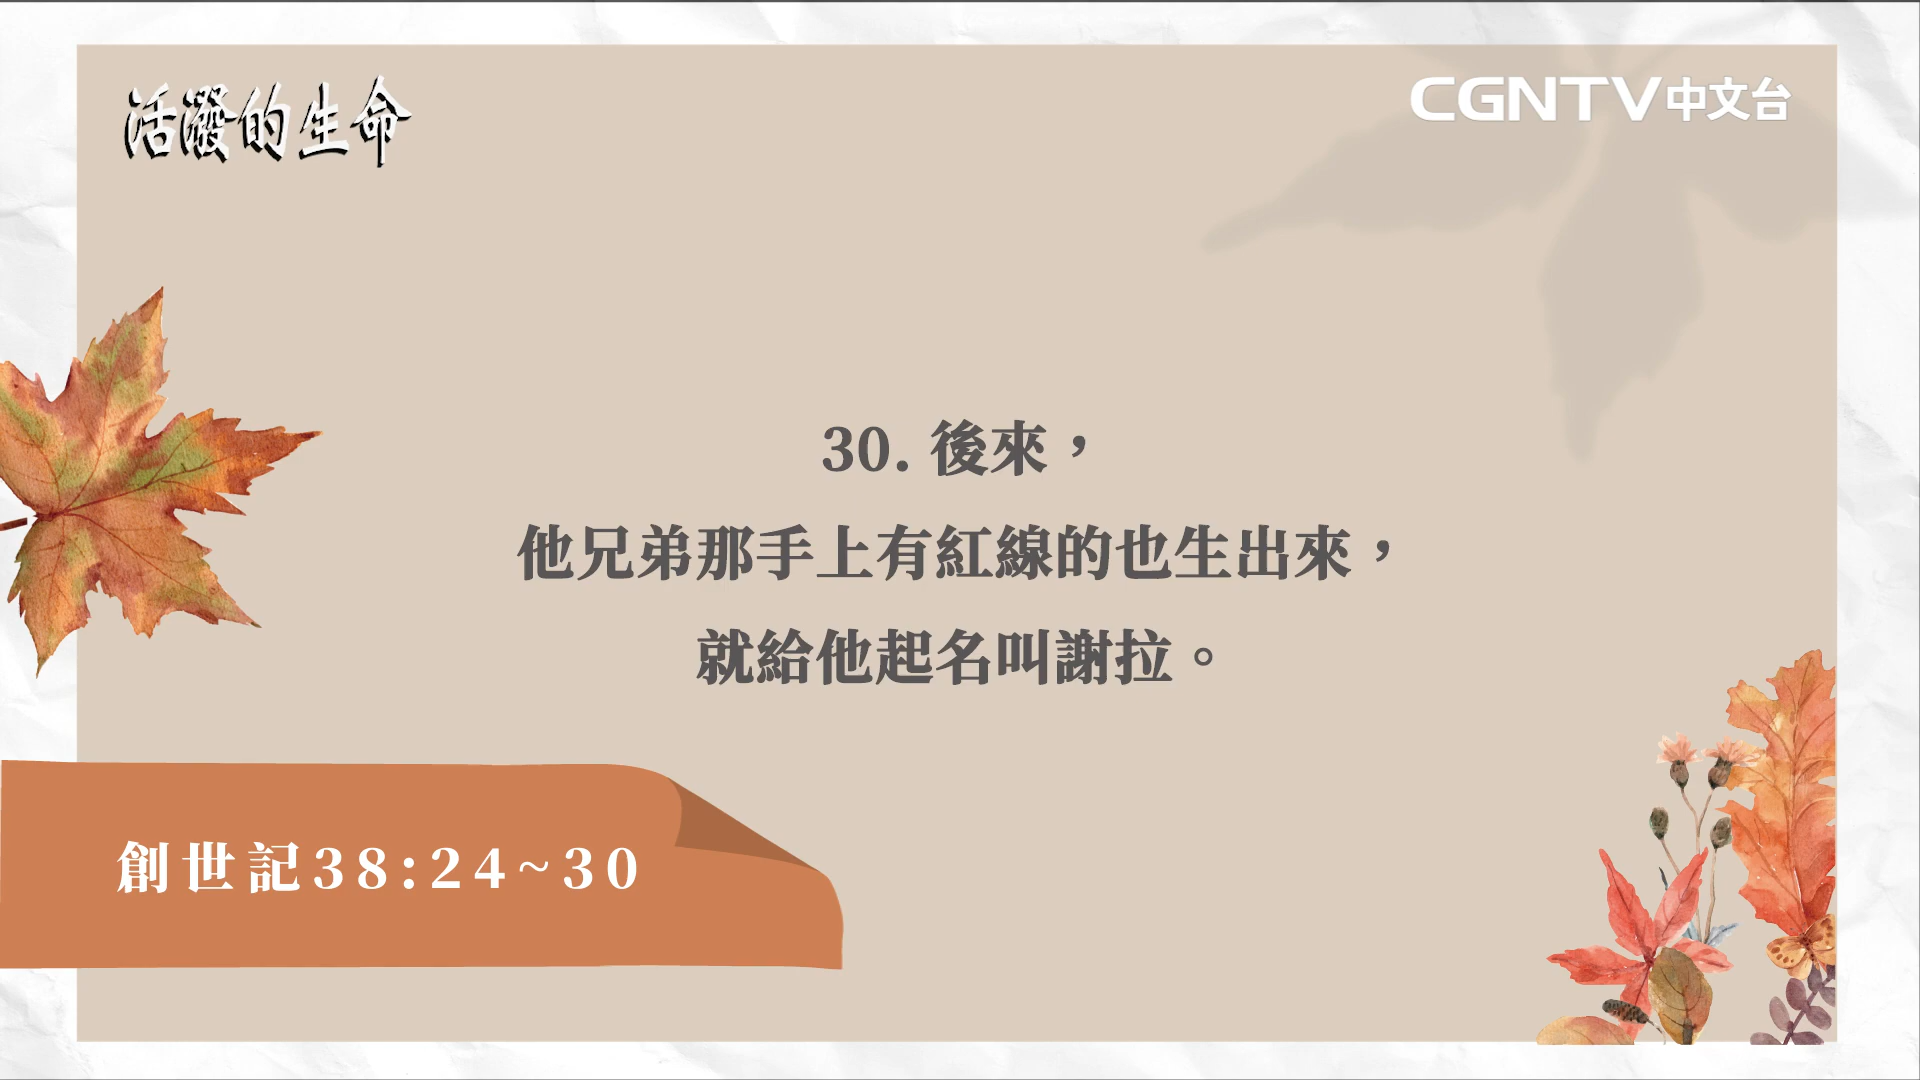 活潑的生命
CGNTV中文台
30. 後來，
他兄弟那手上有紅線的也生出來，
就給他起名叫謝拉。
創世記38:24~30